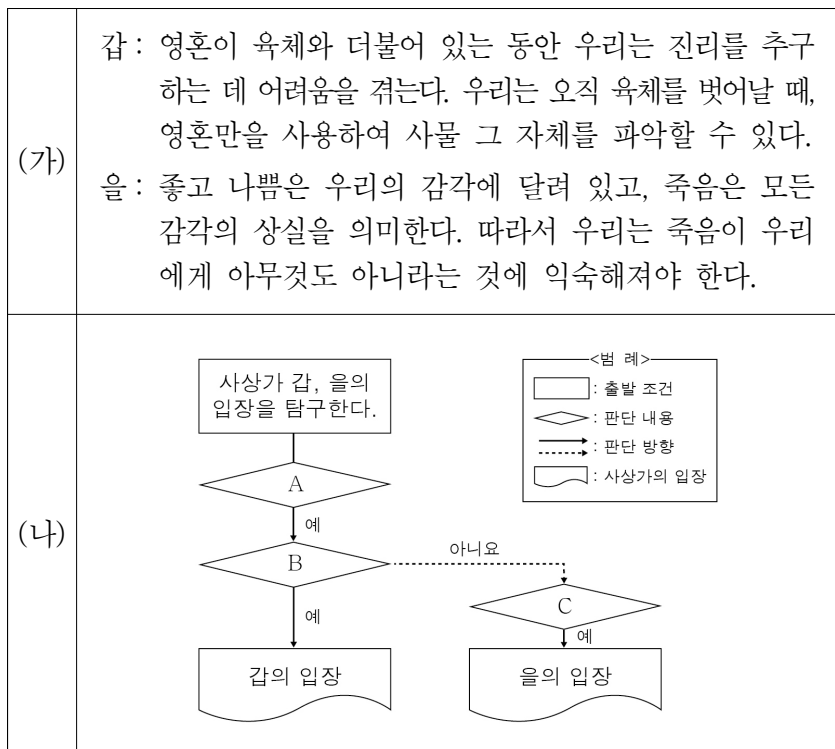 (가)
갑 : 영혼이 육체와 더불어 있는 동안 우리는 진리를 추구
하는 데 어려움을 겪는다. 우리는 오직 육체를 벗어날 때,
영혼만을 사용하여 사물 그 자체를 파악할 수 있다.
을 : 좋고 나쁨은 우리의 감각에 달려 있고, 죽음은 모든
감각의 상실을 의미한다. 따라서 우리는 죽음이 우리
에게 아무것도 아니라는 것에 익숙해져야 한다.
(나)
사상가 갑, 을의
입장을 탐구한다.
A
예
B
아니요
예
C
예
갑의 입장
을의 입장
<범 례>
: 출발 조건
: 판단 내용
: 판단 방향
: 사상가의 입장